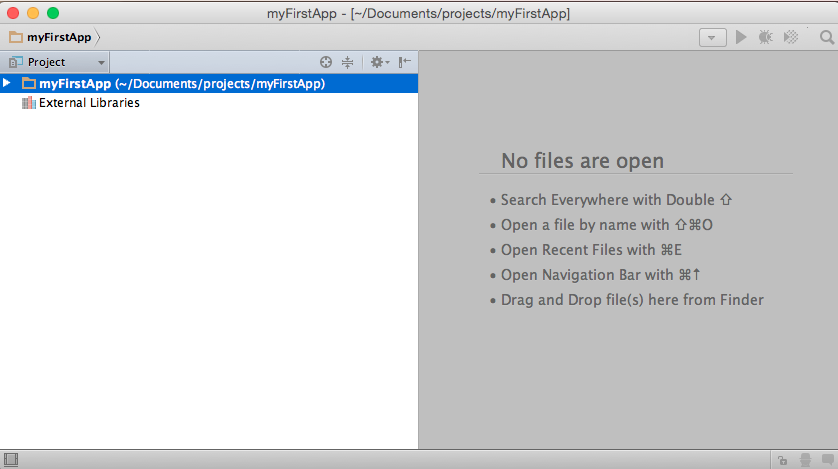 myFirstApp - [~/Documents/projects/myFirstApp]
myFirstApp
Project
myFirstApp (~/Documents/projects/myFirstApp)
External Libraries
No files are open
• Search Everywhere with Double ⇧
• Open a file by name with ⇧⌘O
• Open Recent Files with ⌘E
• Open Navigation Bar with ⌘↑
• Drag and Drop file(s) here from Finder